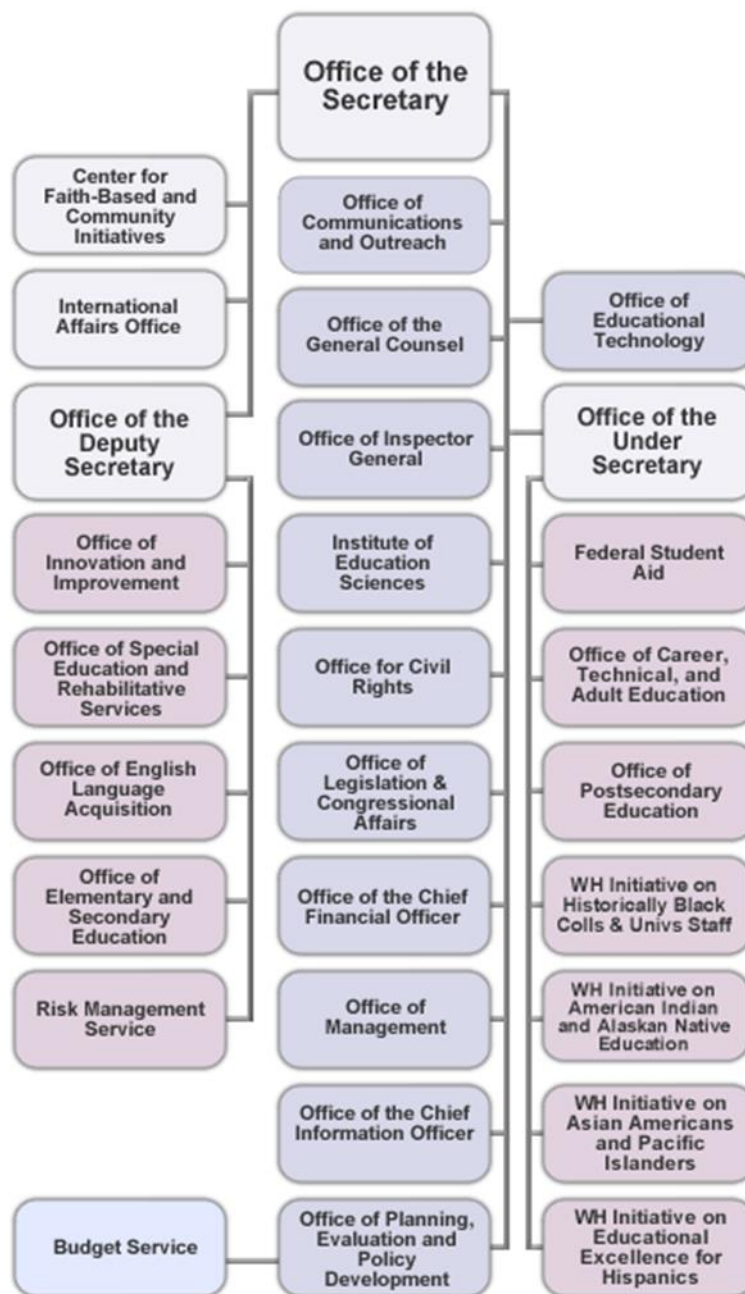 Office of the
Secretary
Center for
Faith-Based and
Community
Initiatives
Office of
Communications
and Outreach
International
Affairs Office
Office of the
General Counsel
Office of
Educational
Technology
Office of the
Deputy
Secretary
Office of Inspector
General
Office of the
Under
Secretary
Office of
Innovation and
Improvement
Institute of
Education
Sciences
Federal Student
Aid
Office of Special
Education and
Rehabilitative
Services
Office for Civil
Rights
Office of Career,
Technical, and
Adult Education
Office of English
Language
Acquisition
Office of
Legislation &
Congressional
Affairs
Office of
Postsecondary
Education
Office of
Elementary and
Secondary
Education
Office of the Chief
Financial Officer
WH Initiative on
Historically Black
Colls & Univs Staff
Risk Management
Service
Office of
Management
WH Initiative on
American Indian
and Alaskan Native
Education
Office of the Chief
Information Officer
WH Initiative on
Asian Americans
and Pacific
Islanders
Budget Service
Office of Planning,
Evaluation and
Policy
Development
WH Initiative on
Educational
Excellence for
Hispanics